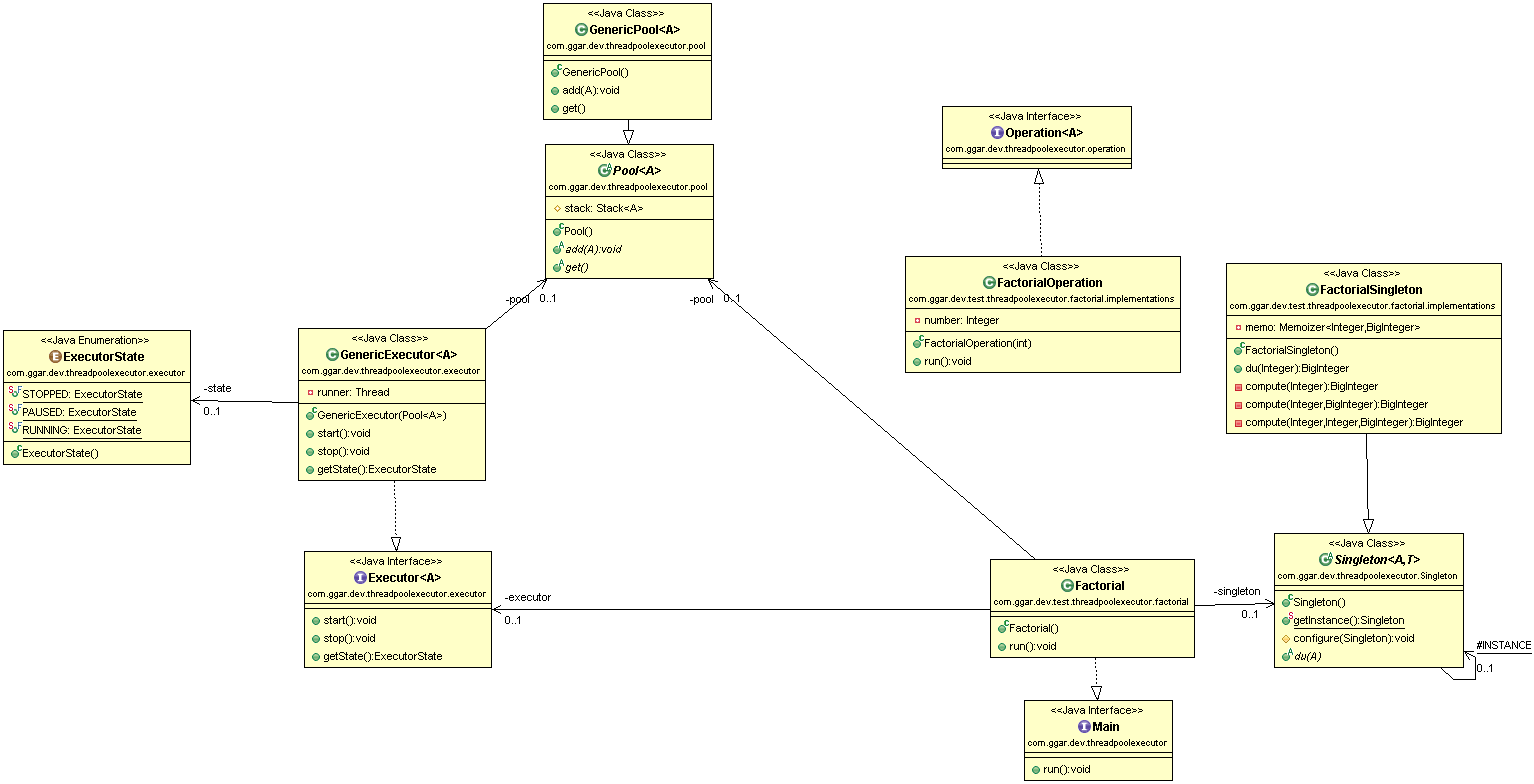 <<Java Class>>
GenericPool<A>
com.ggar.dev.threadpoolexecutor.pool
GenericPool()
add(A):void
get()
<<Java Class>>
Pool<A>
com.ggar.dev.threadpoolexecutor.pool
stack: Stack<A>
Pool()
add(A):void
get()
<<Java Interface>>
Operation<A>
com.ggar.dev.threadpoolexecutor.operation
<<Java Class>>
FactorialOperation
com.ggar.dev.test.threadpoolexecutor.factorial.implementations
number: Integer
FactorialOperation(int)
run():void
<<Java Class>>
FactorialSingleton
com.ggar.dev.test.threadpoolexecutor.factorial.implementations
memo: Memoizer<Integer,BigInteger>
FactorialSingleton()
du(Integer):BigInteger
compute(Integer):BigInteger
compute(Integer,BigInteger):BigInteger
compute(Integer,Integer,BigInteger):BigInteger
-pool 0..1
-pool 0..1
<<Java Enumeration>>
ExecutorState
com.ggar.dev.threadpoolexecutor.executor
STOPPED: ExecutorState
PAUSED: ExecutorState
RUNNING: ExecutorState
ExecutorState()
-state
0..1
<<Java Class>>
GenericExecutor<A>
com.ggar.dev.threadpoolexecutor.executor
runner: Thread
GenericExecutor(Pool<A>)
start():void
stop():void
getState():ExecutorState
<<Java Interface>>
Executor<A>
com.ggar.dev.threadpoolexecutor.executor
start():void
stop():void
getState():ExecutorState
-executor
0..1
<<Java Class>>
Factorial
com.ggar.dev.test.threadpoolexecutor.factorial
Factorial()
run():void
-singleton
0..1
<<Java Class>>
Singleton<A,T>
com.ggar.dev.threadpoolexecutor.Singleton
Singleton()
getInstance():Singleton
configure(Singleton):void
du(A)
#INSTANCE
0..1
<<Java Interface>>
Main
com.ggar.dev.threadpoolexecutor
run():void